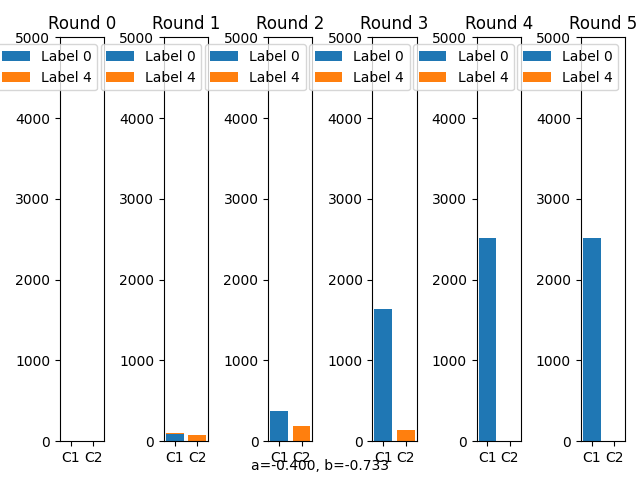 Round 0 Round 1 Round 2 Round 3 Round 4 Round 5
5000 5000 5000 5000 5000 5000
Label 0 Label 0 Label 0 Label 0 Label 0 Label 0
Label 4 Label 4 Label 4 Label 4 Label 4 Label 4
4000 4000 4000 4000 4000 4000
3000 3000 3000 3000 3000 3000
2000 2000 2000 2000 2000 2000
1000 1000 1000 1000 1000 1000
0 0 0 0 0 0
C1 C2 C1 C2 C1 C2 C1 C2 C1 C2 C1 C2
a=-0.400, b=-0.733